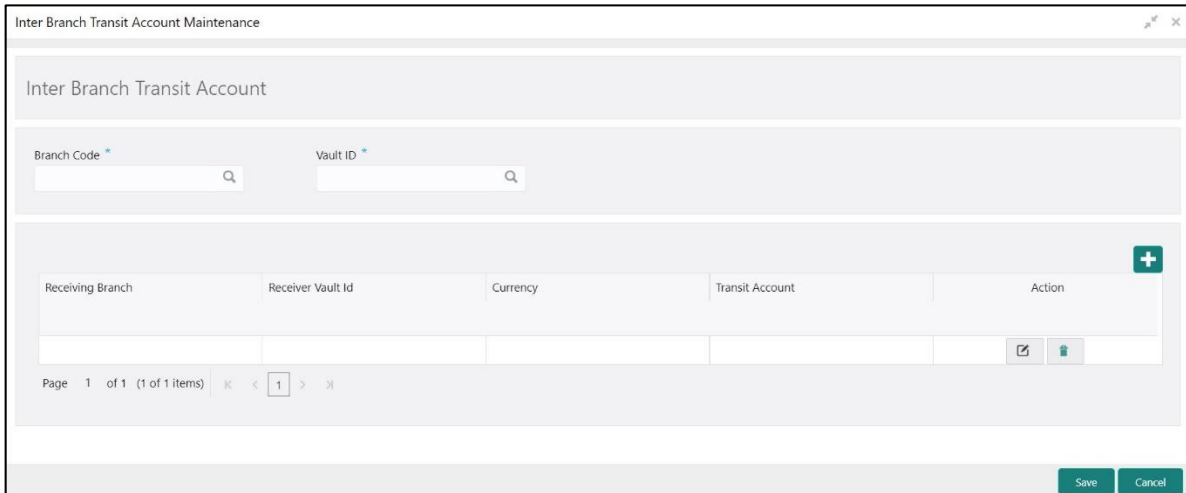 Inter Branch Transit Account Maintenance
Inter Branch Transit Account
Branch Code * Vault ID *
Receiving Branch Receiver Vault Id Currency Transit Account Action
Page 1 of 1 (1 of 1 items) 1
Save Cancel